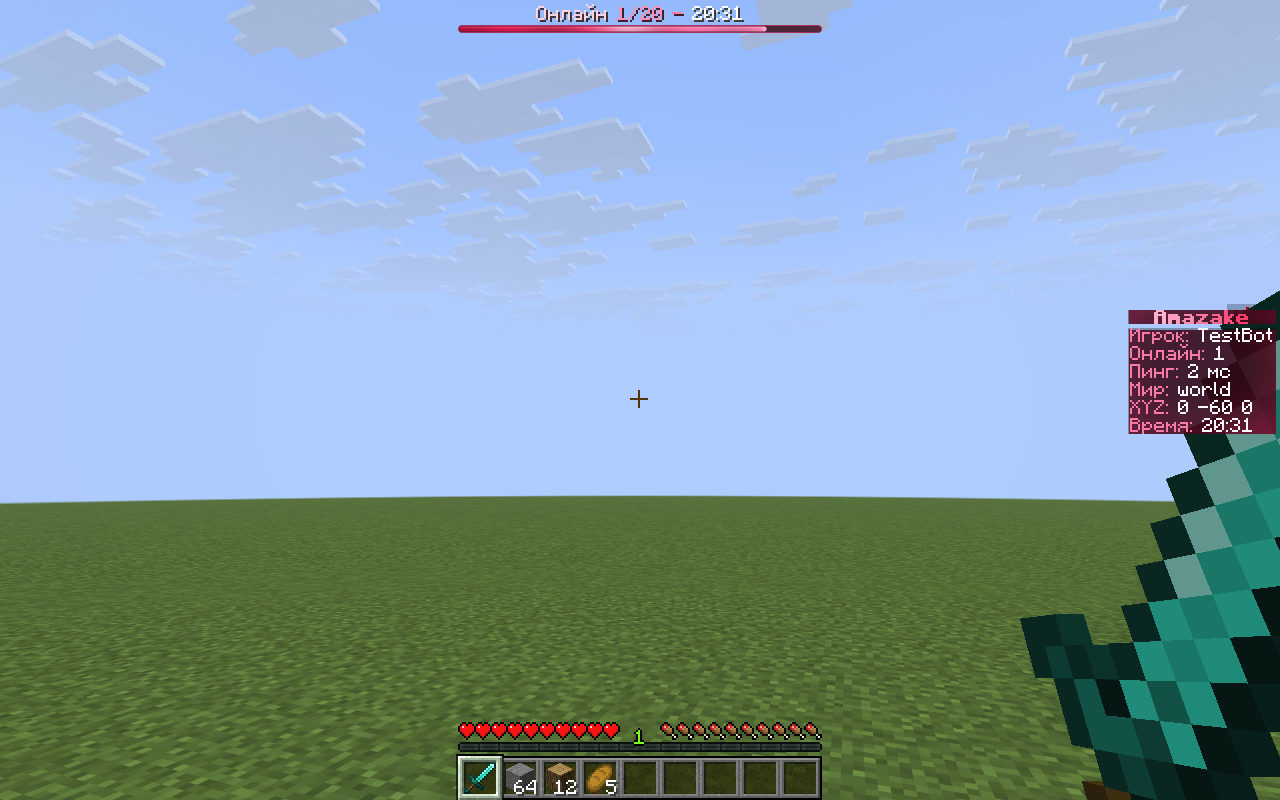 Онлайн 1/20 - 20:31
Amazake
Игрок: TestBot
Онлайн: 1
Пинг: 2 мс
Мир: world
XYZ: 0 -60 0
Время: 20:31
1
64 12 5